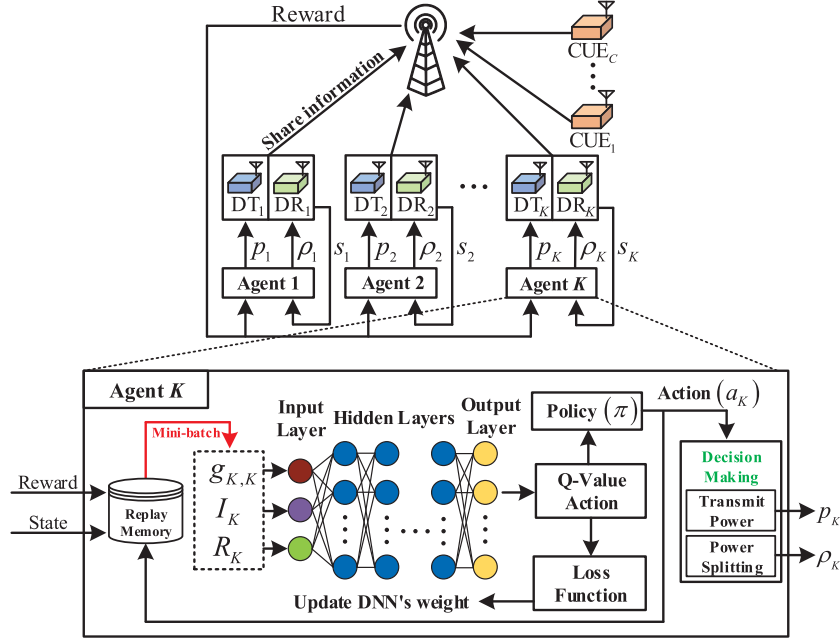 Reward
Share information
CUE_C
CUE_1
DT_1 DR_1
DT_2 DR_2
...
DT_K DR_K
p_1 ρ_1 s_1
p_2 ρ_2 s_2
p_K ρ_K s_K
Agent 1
Agent 2
Agent K
Agent K
Mini-batch
Input
Layer
Hidden Layers
Output
Layer
Policy (π)
Action (a_K)
Reward
State
Replay
Memory
g_{K,K}
I_K
R_K
Q-Value
Action
Loss
Function
Update DNN's weight
Decision
Making
Transmit
Power
Power
Splitting
p_K
ρ_K